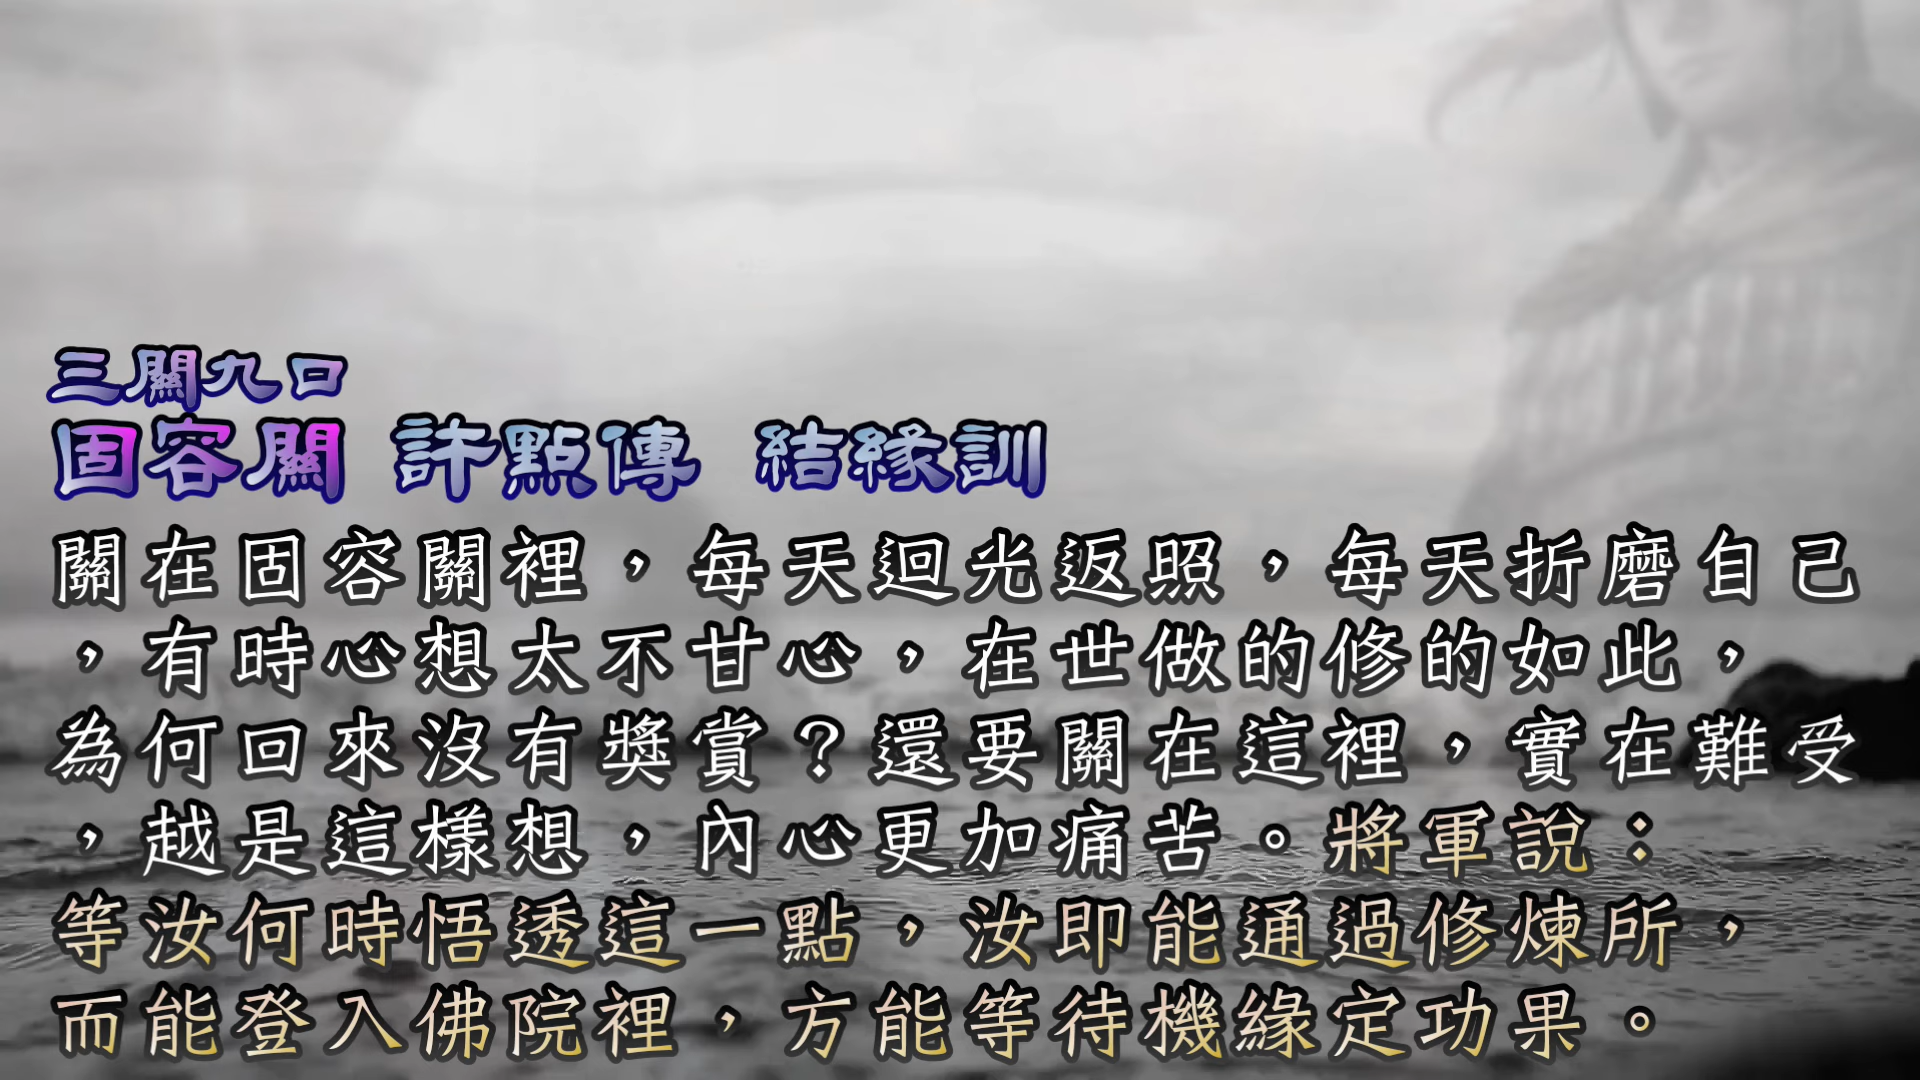 三關九口
固容關 許點傳 結緣訓
關在固容關裡，每天迴光返照，每天折磨自己
，有時心想太不甘心，在世做的修的如此，
為何回來沒有獎賞？還要關在這裡，實在難受
，越是這樣想，內心更加痛苦。將軍說：
等汝何時悟透這一點，汝即能通過修煉所，
而能登入佛院裡，方能等待機緣定功果。